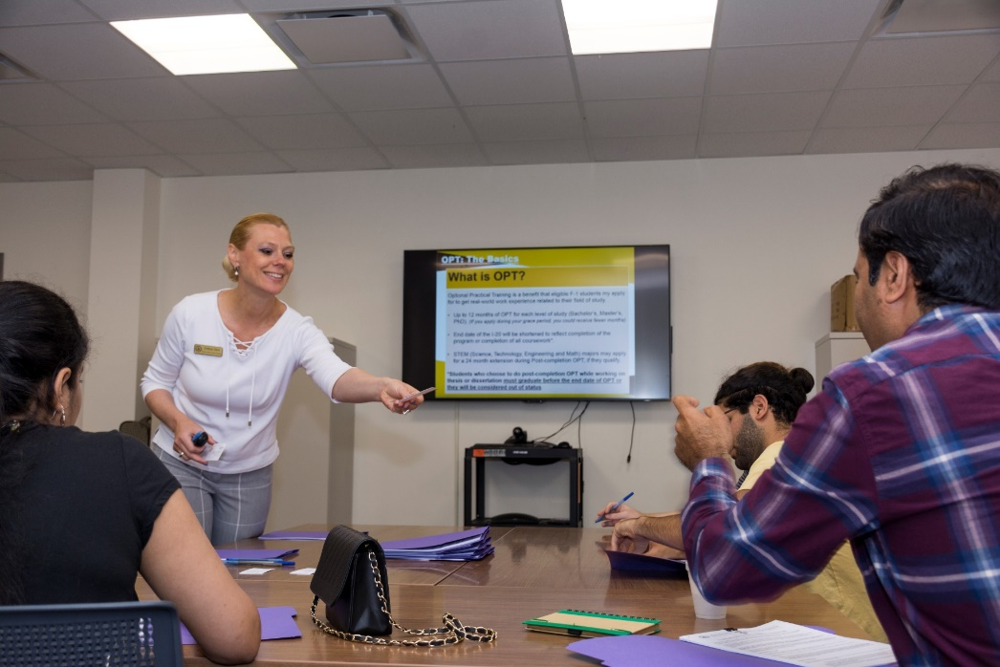 OPT: The Basics
What is OPT?
Optional Practical Training is a benefit that eligible F-1 students my apply
for to get real-world work experience related to their field of study.
• Up to 12 months of OPT for each level of study (Bachelor's, Master's,
PhD). (If you apply during your grace period, you could receive fewer months)
• End date of the I-20 will be shortened to reflect completion of the
program or completion of all coursework*.
• STEM (Science, Technology, Engineering and Math) majors may apply
for a 24 month extension during Post-completion OPT, if they qualify.
*Students who choose to do post-completion OPT while working on
thesis or dissertation must graduate before the end date of OPT or
they will be considered out of status